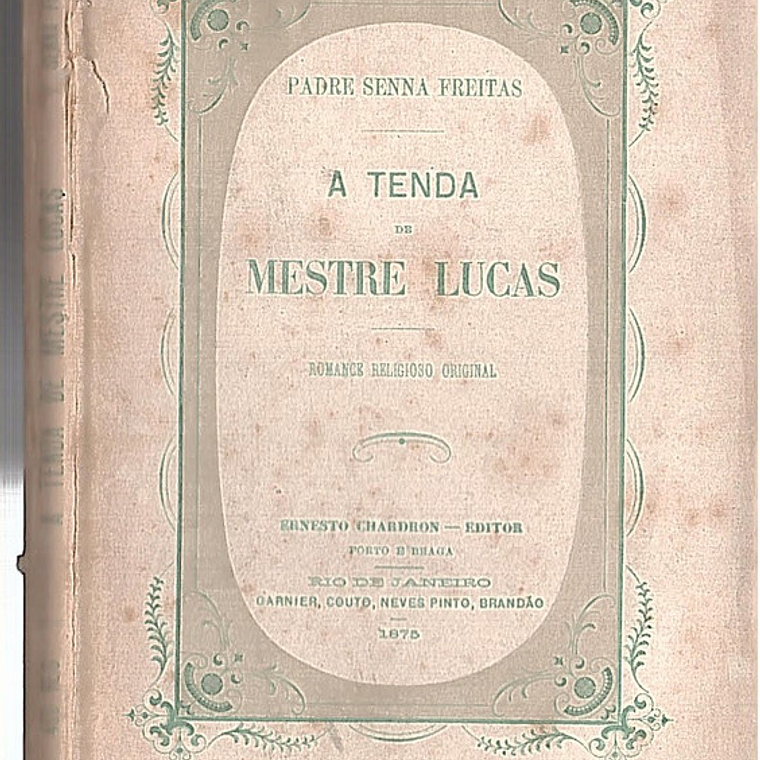 PADRE SENNA FREITAS
A TENDA
DE
MESTRE LUCAS
ROMANCE RELIGIOSO ORIGINAL
ERNESTO CHARDRON — EDITOR
PORTO E BRAGA
RIO DE JANEIRO
GARNIER, COUTO, NEVES PINTO, BRANDÃO
1875
A TENDA DE MESTRE LUCAS